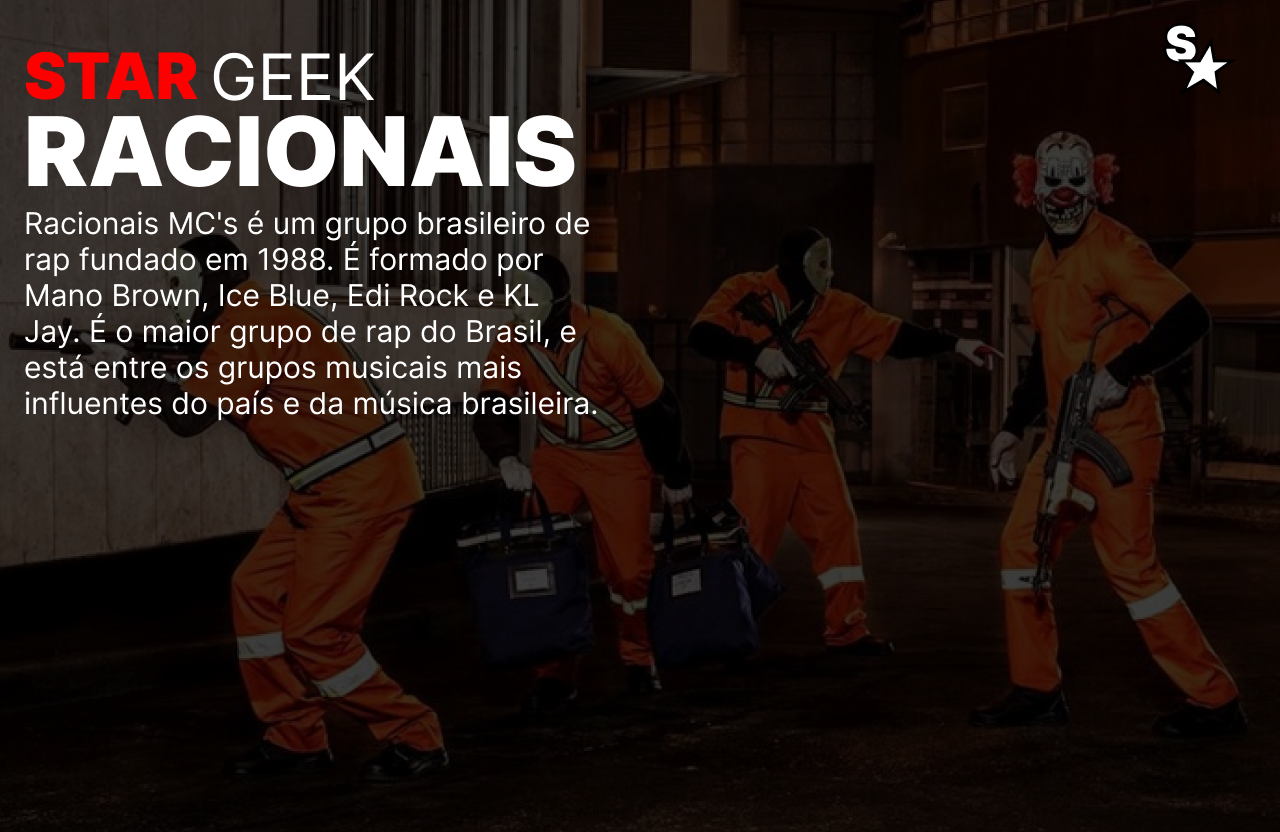 STAR GEEK
S
RACIONAIS
Racionais MC's é um grupo brasileiro de
rap fundado em 1988. É formado por
Mano Brown, Ice Blue, Edi Rock e KL
Jay. É o maior grupo de rap do Brasil, e
está entre os grupos musicais mais
influentes do país e da música brasileira.